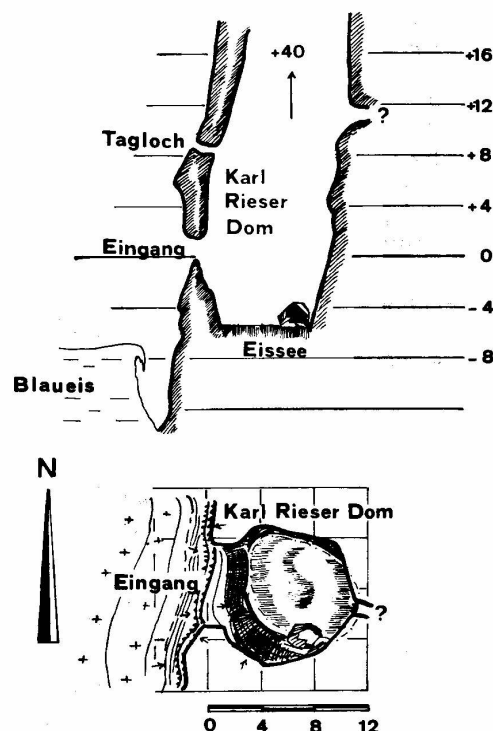 +40
+16
+12
?
Tagloch
+8
Karl
Rieser
Dom
+4
Eingang
0
-4
Eissee
-8
Blaueis
N
Karl Rieser Dom
Eingang
?
0 4 8 12